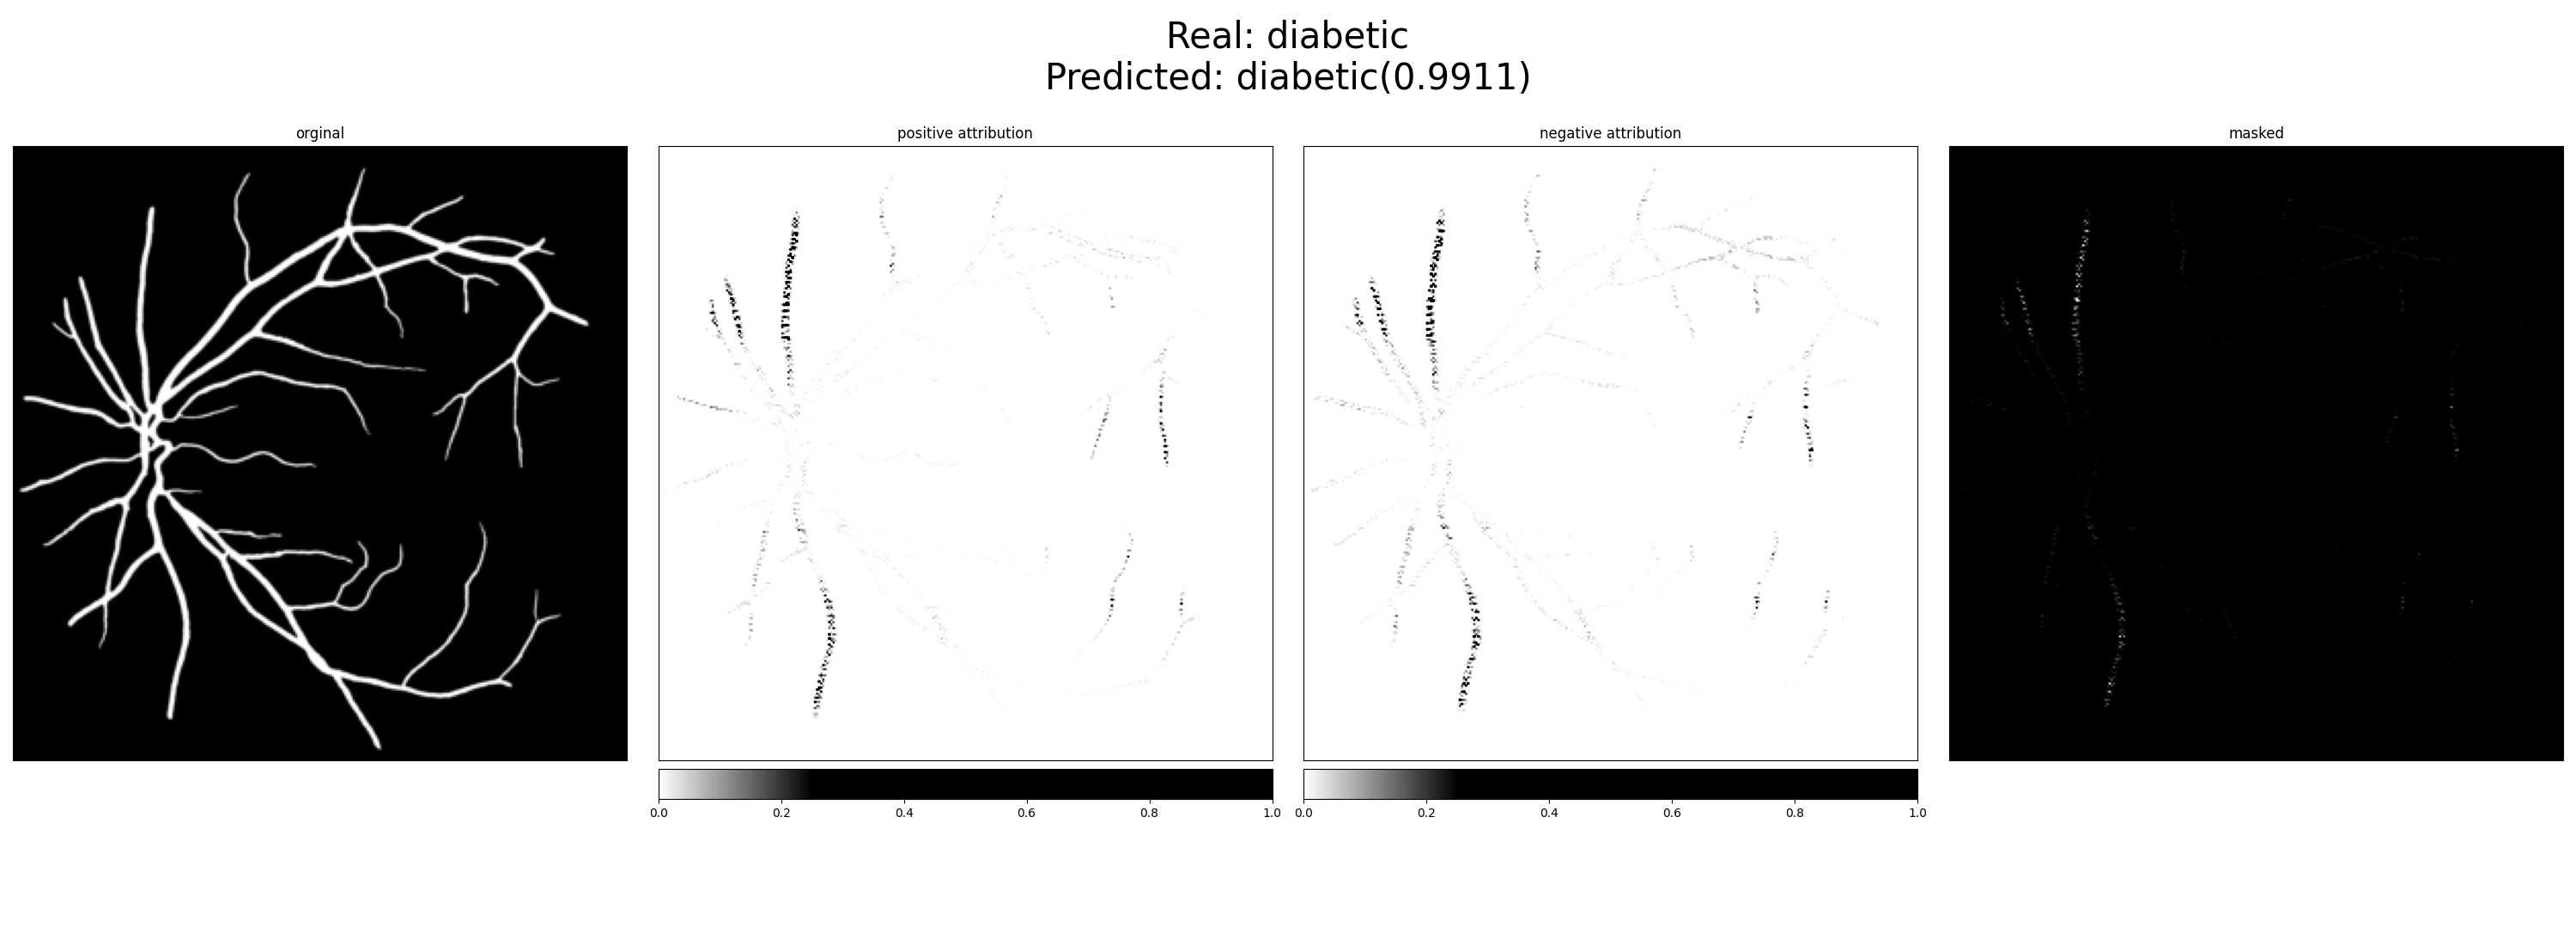 Real: diabetic
Predicted: diabetic(0.9911)
orginal
positive attribution
negative attribution
masked
0.0 0.2 0.4 0.6 0.8 1.0
0.0 0.2 0.4 0.6 0.8 1.0